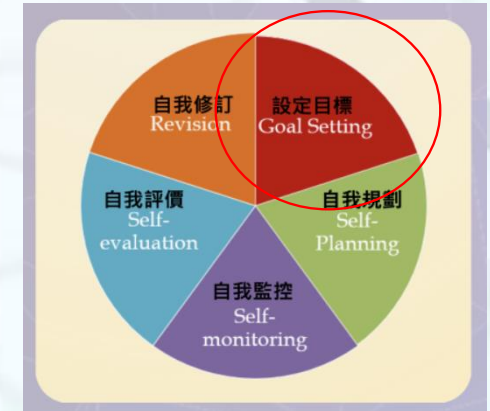 自我修訂
Revision
設定目標
Goal Setting
自我評價
Self-
evaluation
自我規劃
Self-
Planning
自我監控
Self-
monitoring